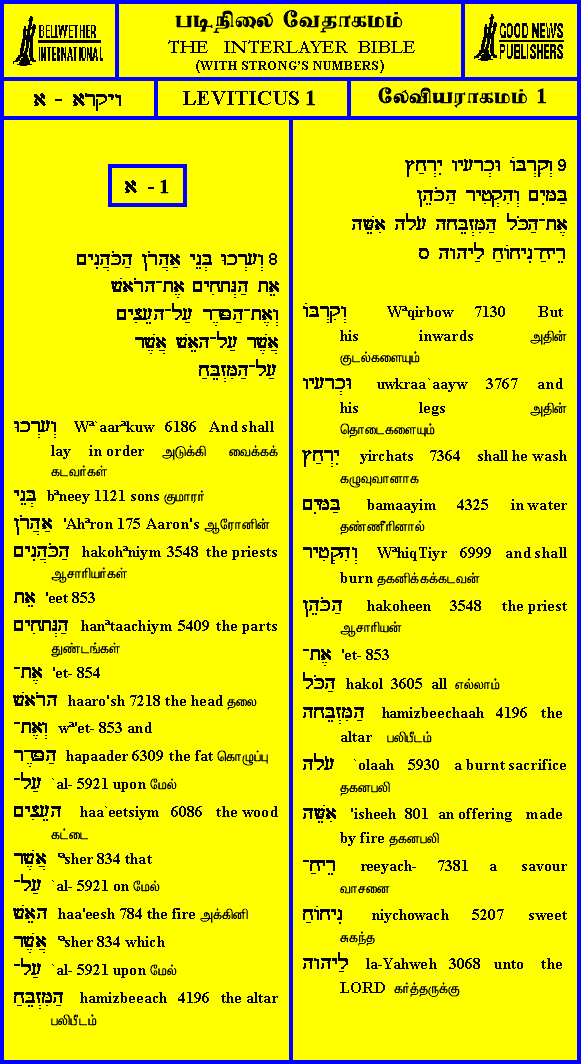 BELLWETHER
INTERNATIONAL
படிநிலை வேதாகமம்
THE INTERLAYER BIBLE
(WITH STRONG'S NUMBERS)
GOOD NEWS
PUBLISHERS
ויקרא - א
LEVITICUS 1
லேவியராகமம் 1
א - 1
8 וְעָרְכוּ בְּנֵי אַהֲרֹן הַכֹּהֲנִים
אֵת הַנְּתָחִים אֶת־הָרֹאשׁ
וְאֶת־הַפָּדֶר עַל־הָעֵצִים
אֲשֶׁר עַל־הָאֵשׁ אֲשֶׁר
עַל־הַמִּזְבֵּחַ
וְעָרְכוּ Wª`aarªkuw 6186 And shall
lay in order அடுக்கி வைக்கக்
கடவர்கள்
בְּנֵי bªneey 1121 sons குமாரர்
אַהֲרֹן 'Ahªron 175 Aaron's ஆரோனின்
הַכֹּהֲנִים hakohªniym 3548 the priests
ஆசாரியர்கள்
אֵת 'eet 853
הַנְּתָחִים hanªtaachiym 5409 the parts
துண்டங்கள்
אֶת־ 'et- 854
הָרֹאשׁ haaro'sh 7218 the head தலை
וְאֶת־ wª'et- 853 and
הַפָּדֶר hapaader 6309 the fat கொழுப்பு
עַל־ `al- 5921 upon மேல்
הָעֵצִים haa`eetsiym 6086 the wood
கட்டை
אֲשֶׁר ªsher 834 that
עַל־ `al- 5921 on மேல்
הָאֵשׁ haa'eesh 784 the fire அக்கினி
אֲשֶׁר ªsher 834 which
עַל־ `al- 5921 upon மேல்
הַמִּזְבֵּחַ hamizbeeach 4196 the altar
பலிபீடம்
9 וְקִרְבּוֹ וּכְרָעָיו יִרְחַץ
בַּמָּיִם וְהִקְטִיר הַכֹּהֵן
אֶת־הַכֹּל הַמִּזְבֵּחָה עֹלָה אִשֵּׁה
רֵיחַ־נִיחוֹחַ לַיהוָה ס
וְקִרְבּוֹ Wªqirbow 7130 But
his inwards அதின்
குடல்களையும்
וּכְרָעָיו uwkraa`aayw 3767 and
his legs அதின்
தொடைகளையும்
יִרְחַץ yirchats 7364 shall he wash
கழுவுவானாக
בַּמָּיִם bamaayim 4325 in water
தண்ணீரினால்
וְהִקְטִיר WªhiqTiyr 6999 and shall
burn தகனிக்கக்கடவன்
הַכֹּהֵן hakoheen 3548 the priest
ஆசாரியன்
אֶת־ 'et- 853
הַכֹּל hakol 3605 all எல்லாம்
הַמִּזְבֵּחָה hamizbeechaah 4196 the
altar பலிபீடம்
עֹלָה `olaah 5930 a burnt sacrifice
தகனபலி
אִשֵּׁה 'isheeh 801 an offering made
by fire தகனபலி
רֵיחַ־ reeyach- 7381 a savour
வாசனை
נִיחוֹחַ niychowach 5207 sweet
சுகந்த
לַיהוָה la-Yahweh 3068 unto the
LORD கர்த்தருக்கு